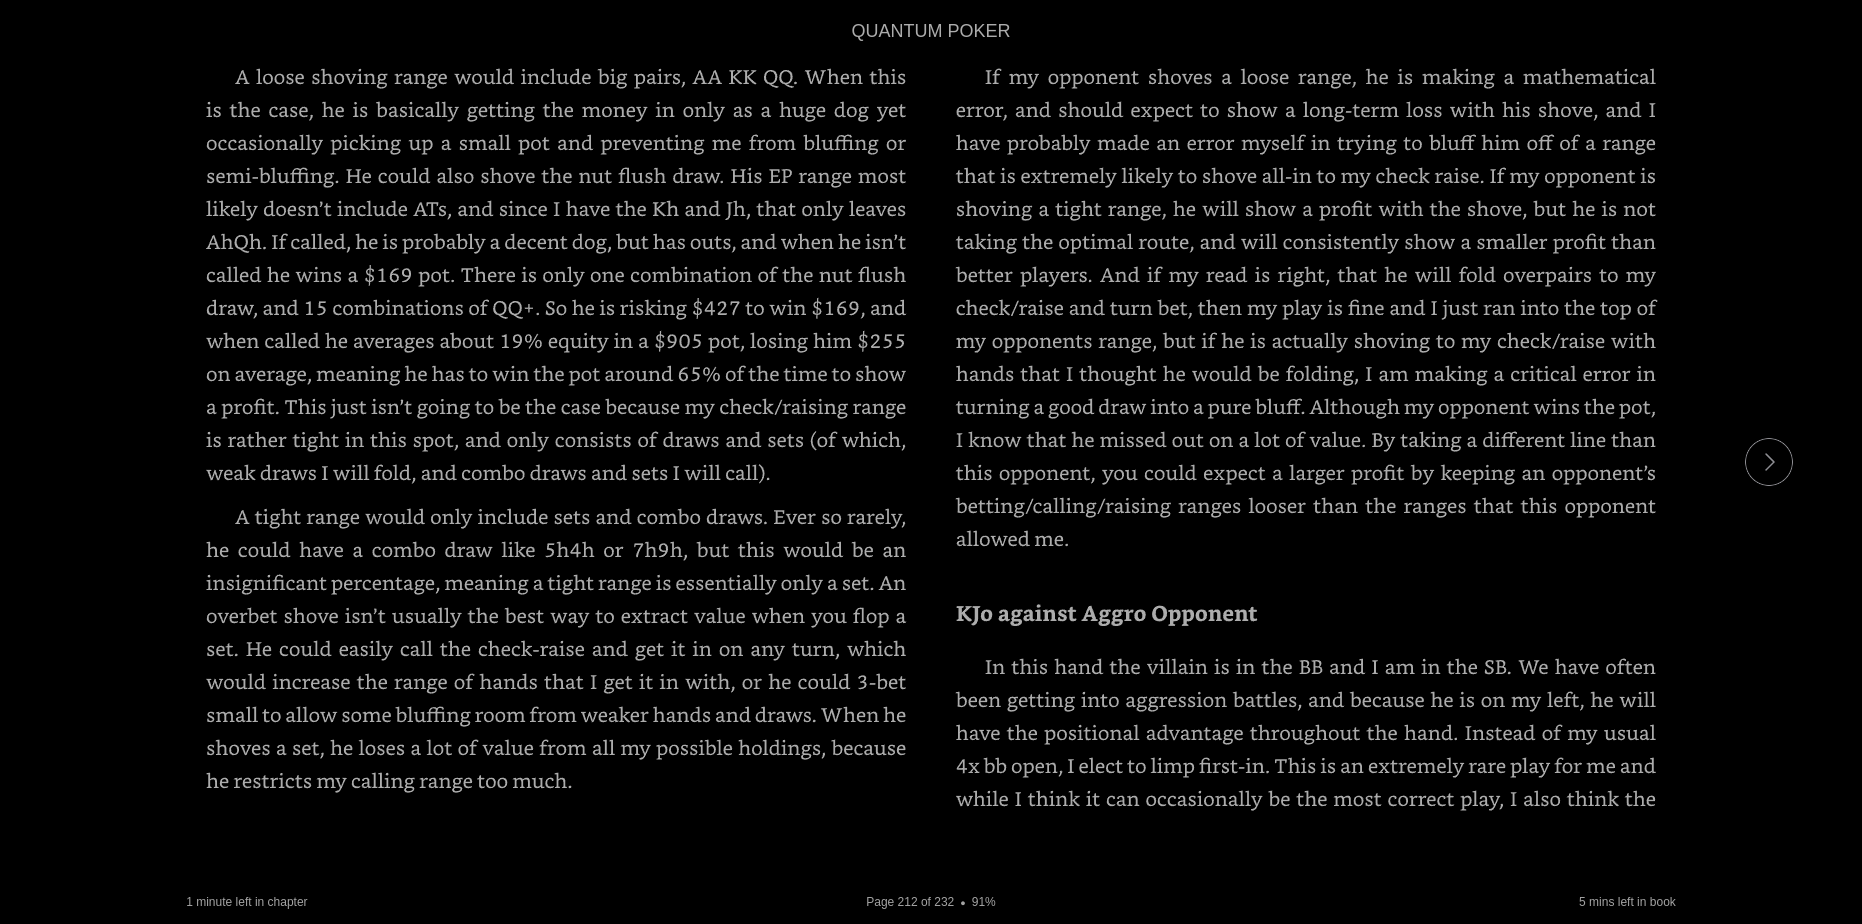 QUANTUM POKER
A loose shoving range would include big pairs, AA KK QQ. When this
is the case, he is basically getting the money in only as a huge dog yet
occasionally picking up a small pot and preventing me from bluffing or
semi-bluffing. He could also shove the nut flush draw. His EP range most
likely doesn’t include ATs, and since I have the Kh and Jh, that only leaves
AhQh. If called, he is probably a decent dog, but has outs, and when he isn’t
called he wins a $169 pot. There is only one combination of the nut flush
draw, and 15 combinations of QQ+. So he is risking $427 to win $169, and
when called he averages about 19% equity in a $905 pot, losing him $255
on average, meaning he has to win the pot around 65% of the time to show
a profit. This just isn’t going to be the case because my check/raising range
is rather tight in this spot, and only consists of draws and sets (of which,
weak draws I will fold, and combo draws and sets I will call).
A tight range would only include sets and combo draws. Ever so rarely,
he could have a combo draw like 5h4h or 7h9h, but this would be an
insignificant percentage, meaning a tight range is essentially only a set. An
overbet shove isn’t usually the best way to extract value when you flop a
set. He could easily call the check-raise and get it in on any turn, which
would increase the range of hands that I get it in with, or he could 3-bet
small to allow some bluffing room from weaker hands and draws. When he
shoves a set, he loses a lot of value from all my possible holdings, because
he restricts my calling range too much.
If my opponent shoves a loose range, he is making a mathematical
error, and should expect to show a long-term loss with his shove, and I
have probably made an error myself in trying to bluff him off of a range
that is extremely likely to shove all-in to my check raise. If my opponent is
shoving a tight range, he will show a profit with the shove, but he is not
taking the optimal route, and will consistently show a smaller profit than
better players. And if my read is right, that he will fold overpairs to my
check/raise and turn bet, then my play is fine and I just ran into the top of
my opponents range, but if he is actually shoving to my check/raise with
hands that I thought he would be folding, I am making a critical error in
turning a good draw into a pure bluff. Although my opponent wins the pot,
I know that he missed out on a lot of value. By taking a different line than
this opponent, you could expect a larger profit by keeping an opponent’s
betting/calling/raising ranges looser than the ranges that this opponent
allowed me.
KJo against Aggro Opponent
In this hand the villain is in the BB and I am in the SB. We have often
been getting into aggression battles, and because he is on my left, he will
have the positional advantage throughout the hand. Instead of my usual
4x bb open, I elect to limp first-in. This is an extremely rare play for me and
while I think it can occasionally be the most correct play, I also think the
1 minute left in chapter
Page 212 of 232 • 91%
5 mins left in book